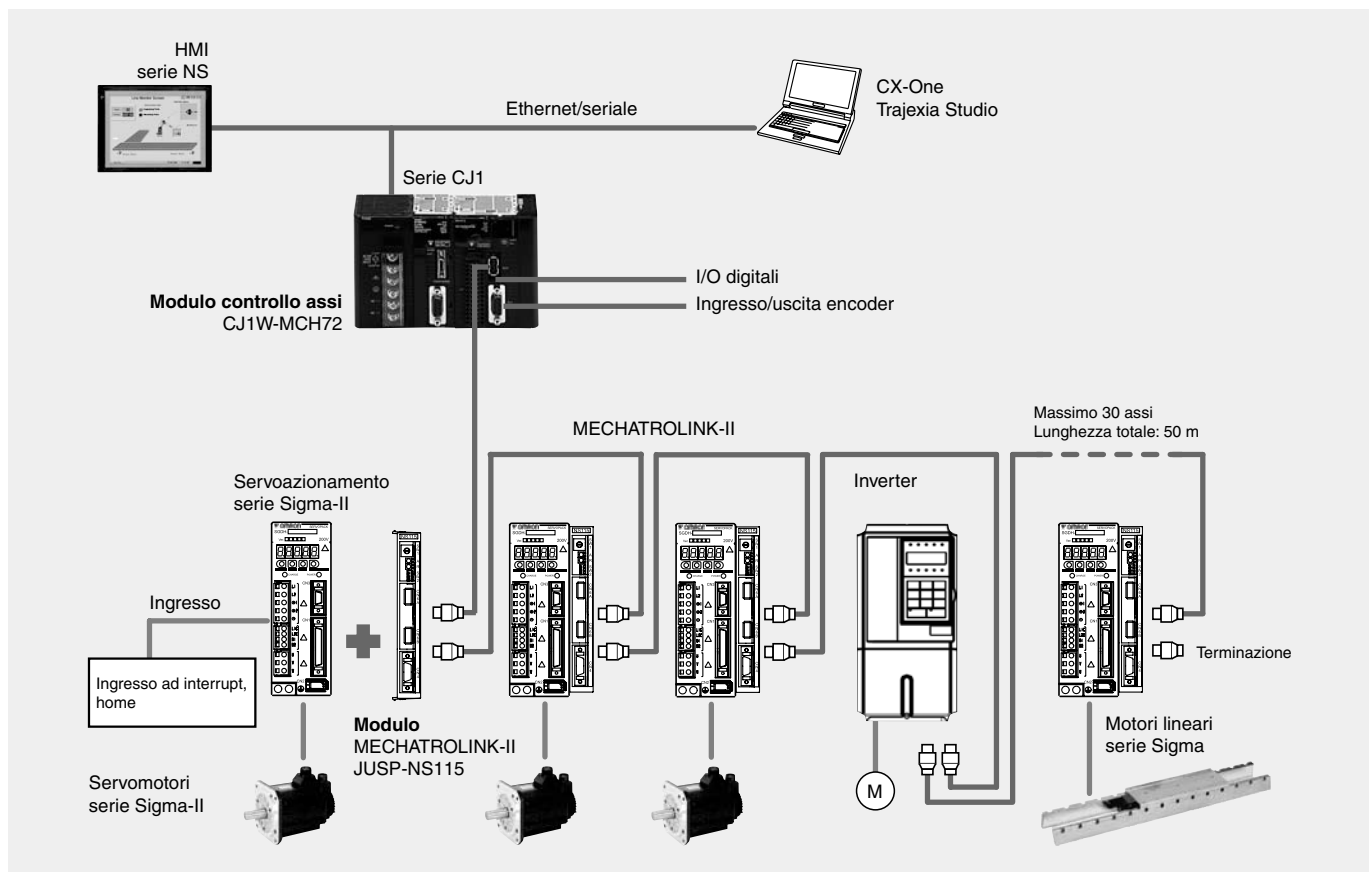 HMI
serie NS
Ethernet/seriale
CX-One
Trajexia Studio
Serie CJ1
I/O digitali
Ingresso/uscita encoder
Modulo controllo assi
CJ1W-MCH72
Massimo 30 assi
Lunghezza totale: 50 m
MECHATROLINK-II
Servoazionamento
serie Sigma-II
Inverter
Ingresso
Ingresso ad interrupt,
home
Terminazione
Modulo
MECHATROLINK-II
JUSP-NS115
Motori lineari
serie Sigma
Servomotori
serie Sigma-II
M